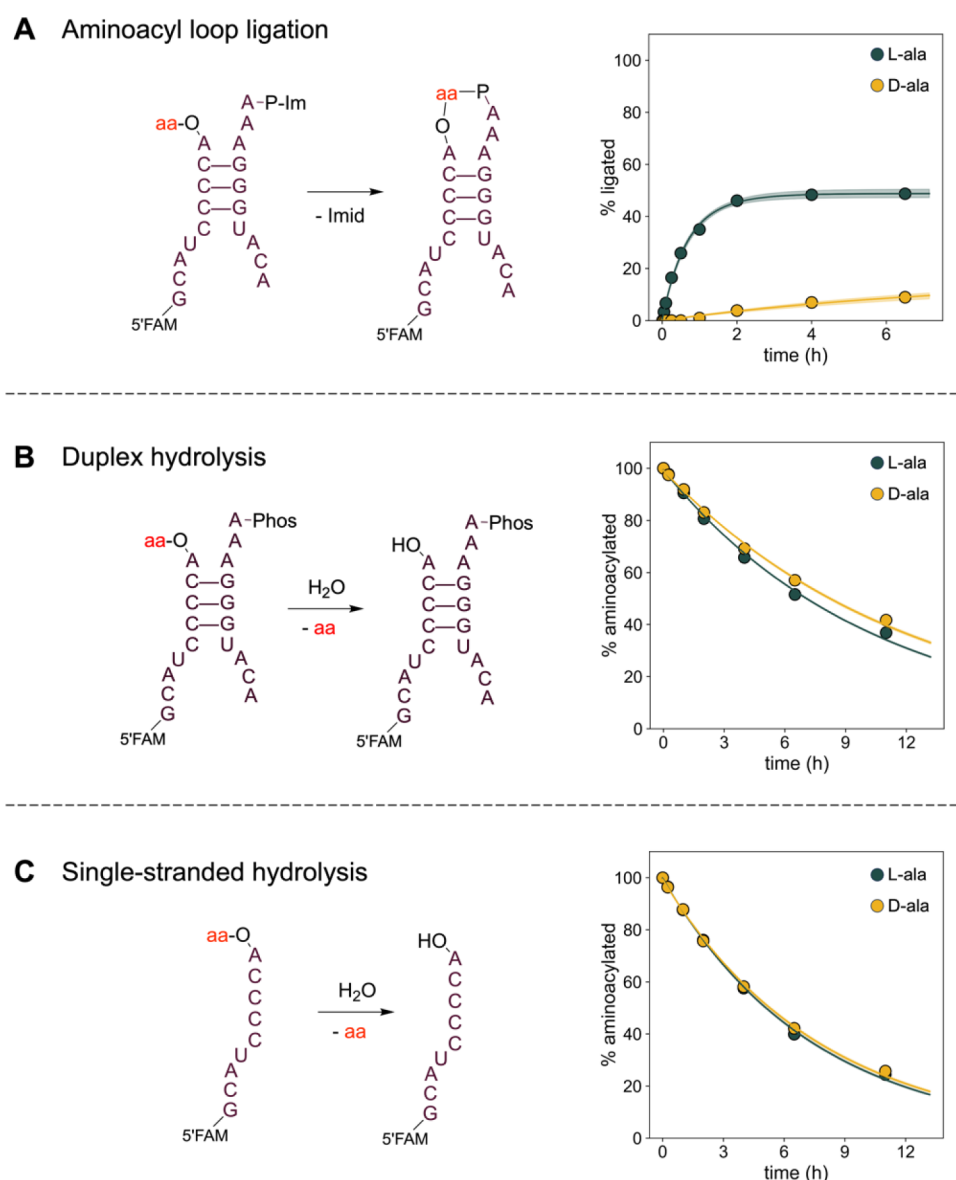 A Aminoacyl loop ligation
aa-O
A
C
C
C
C
U
A
C
G
5'FAM
A-P-Im
A
A
G
G
G
U
A
C
A
- Imid
aa
P
O
A
C
C
C
C
U
A
C
G
5'FAM
A
A
A
G
G
G
U
A
C
A
% ligated
100
80
60
40
20
0
0 2 4 6
time (h)
L-ala
D-ala
B Duplex hydrolysis
aa-O
A
C
C
C
C
U
A
C
G
5'FAM
A-Phos
A
A
G
G
G
U
A
C
A
H2O
- aa
HO
A
C
C
C
C
U
A
C
G
5'FAM
A-Phos
A
A
G
G
G
U
A
C
A
% aminoacylated
100
80
60
40
20
0
0 3 6 9 12
time (h)
L-ala
D-ala
C Single-stranded hydrolysis
aa-O
A
C
C
C
C
U
A
C
G
5'FAM
H2O
- aa
HO
A
C
C
C
C
U
A
C
G
5'FAM
% aminoacylated
100
80
60
40
20
0
0 3 6 9 12
time (h)
L-ala
D-ala